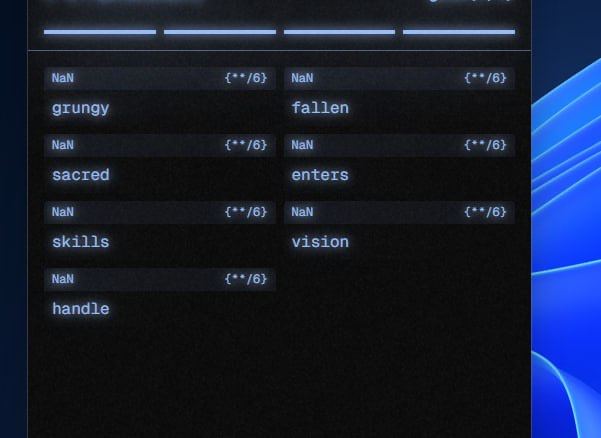 NaN {**/6} NaN {**/6}
grungy fallen
NaN {**/6} NaN {**/6}
sacred enters
NaN {**/6} NaN {**/6}
skills vision
NaN {**/6}
handle